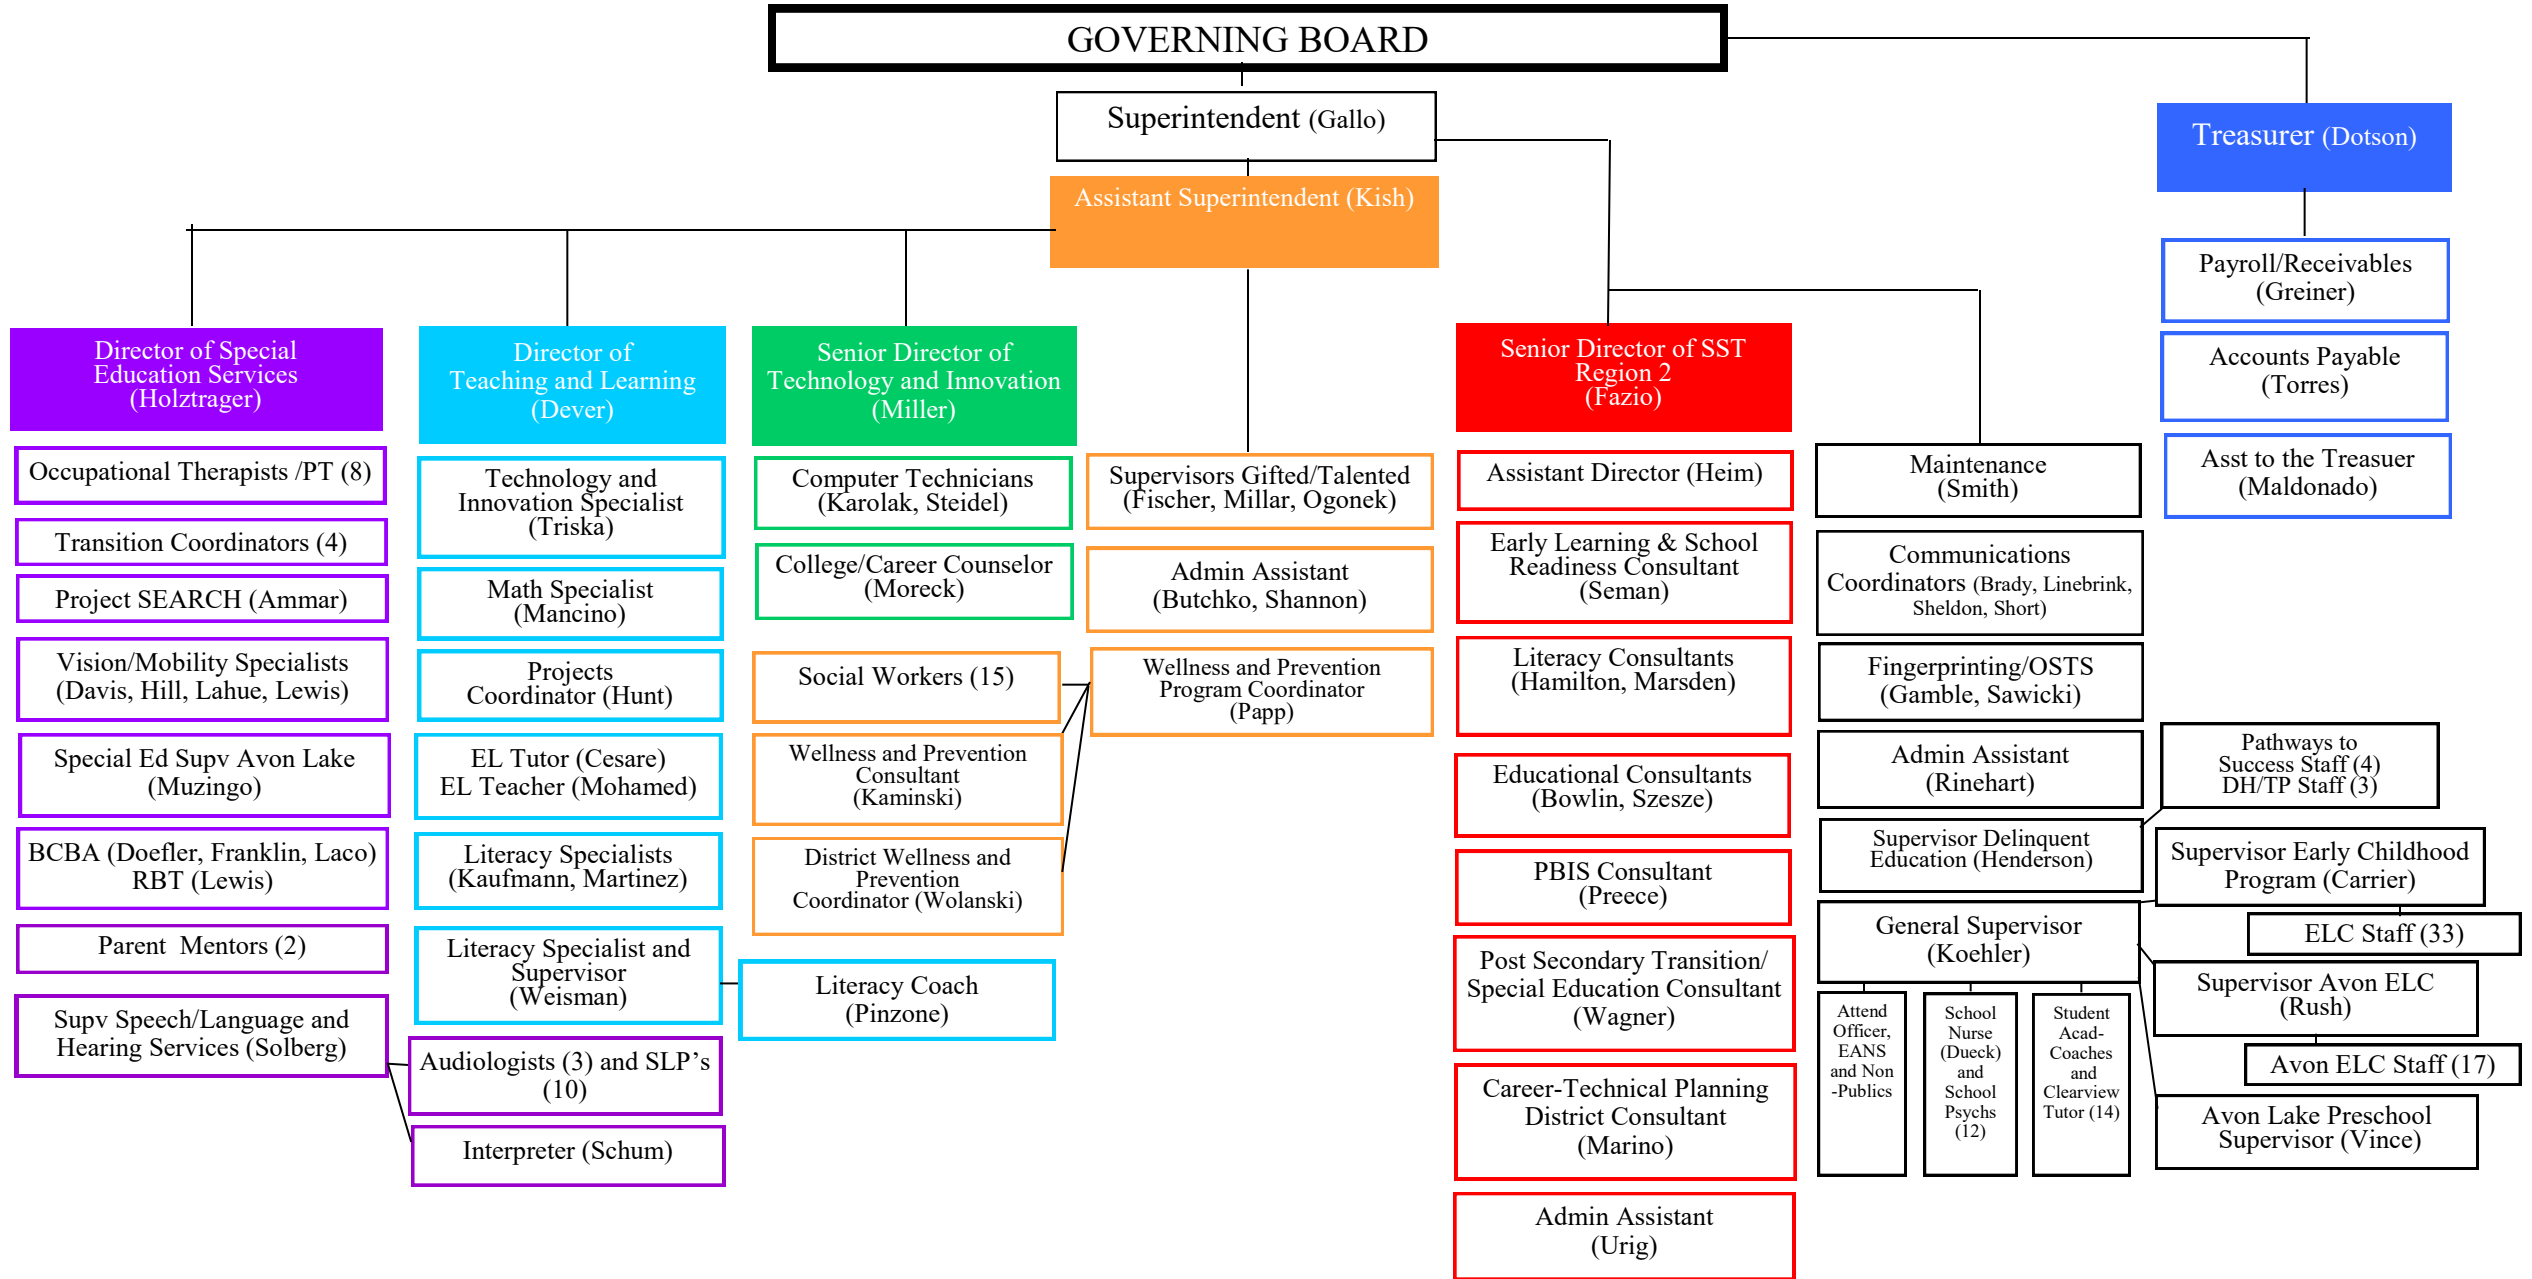 GOVERNING BOARD
Superintendent (Gallo)
Treasurer (Dotson)
Assistant Superintendent (Kish)
Payroll/Receivables
(Greiner)
Accounts Payable
(Torres)
Asst to the Treasuer
(Maldonado)
Director of Special
Education Services
(Holztrager)
Occupational Therapists /PT (8)
Transition Coordinators (4)
Project SEARCH (Ammar)
Vision/Mobility Specialists
(Davis, Hill, Lahue, Lewis)
Special Ed Supv Avon Lake
(Muzingo)
BCBA (Doefler, Franklin, Laco)
RBT (Lewis)
Parent  Mentors (2)
Supv Speech/Language and
Hearing Services (Solberg)
Audiologists (3) and SLP’s
(10)
Interpreter (Schum)
Director of
Teaching and Learning
(Dever)
Technology and
Innovation Specialist
(Triska)
Math Specialist
(Mancino)
Projects
Coordinator (Hunt)
EL Tutor (Cesare)
EL Teacher (Mohamed)
Literacy Specialists
(Kaufmann, Martinez)
Literacy Specialist and
Supervisor
(Weisman)
Literacy Coach
(Pinzone)
Senior Director of
Technology and Innovation
(Miller)
Computer Technicians
(Karolak, Steidel)
College/Career Counselor
(Moreck)
Social Workers (15)
Wellness and Prevention
Consultant
(Kaminski)
District Wellness and
Prevention
Coordinator (Wolanski)
Supervisors Gifted/Talented
(Fischer, Millar, Ogonek)
Admin Assistant
(Butchko, Shannon)
Wellness and Prevention
Program Coordinator
(Papp)
Senior Director of SST
Region 2
(Fazio)
Assistant Director (Heim)
Early Learning & School
Readiness Consultant
(Seman)
Literacy Consultants
(Hamilton, Marsden)
Educational Consultants
(Bowlin, Szesze)
PBIS Consultant
(Preece)
Post Secondary Transition/
Special Education Consultant
(Wagner)
Career-Technical Planning
District Consultant
(Marino)
Admin Assistant
(Urig)
Maintenance
(Smith)
Communications
Coordinators (Brady, Linebrink,
Sheldon, Short)
Fingerprinting/OSTS
(Gamble, Sawicki)
Admin Assistant
(Rinehart)
Supervisor Delinquent
Education (Henderson)
General Supervisor
(Koehler)
Attend
Officer,
EANS
and Non
-Publics
School
Nurse
(Dueck)
and
School
Psychs
(12)
Student
Acad-
Coaches
and
Clearview
Tutor (14)
Pathways to
Success Staff (4)
DH/TP Staff (3)
Supervisor Early Childhood
Program (Carrier)
ELC Staff (33)
Supervisor Avon ELC
(Rush)
Avon ELC Staff (17)
Avon Lake Preschool
Supervisor (Vince)